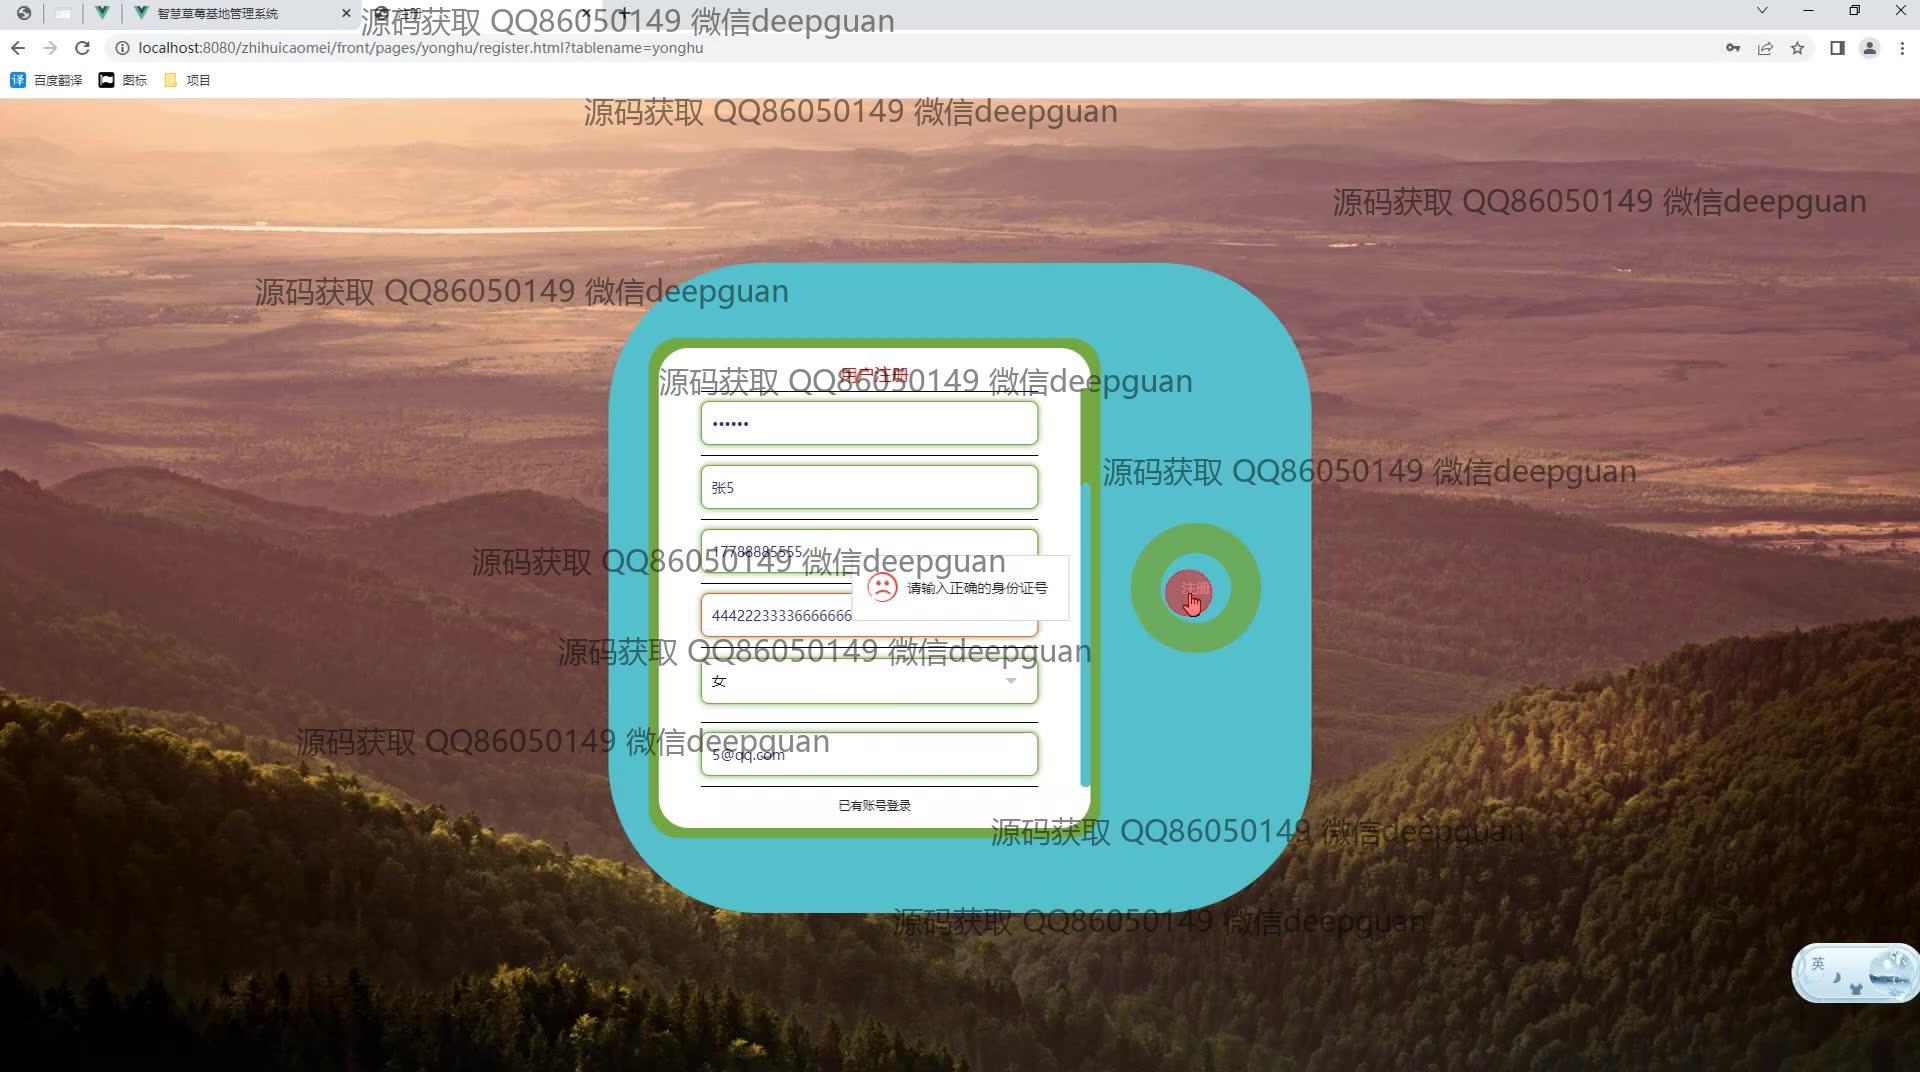 智慧草莓基地管理系统
注册
源码获取 QQ86050149 微信deepguan
localhost:8080/zhihuicaomei/front/pages/yonghu/register.html?tablename=yonghu
译 百度翻译 图标 项目
源码获取 QQ86050149 微信deepguan
源码获取 QQ86050149 微信deepguan
源码获取 QQ86050149 微信deepguan
用户注册
源码获取 QQ86050149 微信deepguan
••••••
源码获取 QQ86050149 微信deepguan
张5
17788885555
源码获取 QQ86050149 微信deepguan
请输入正确的身份证号
注册
源码获取 QQ86050149 微信deepguan
女
源码获取 QQ86050149 微信deepguan
5@qq.com
已有账号登录
源码获取 QQ86050149 微信deepguan
源码获取 QQ86050149 微信deepguan
英